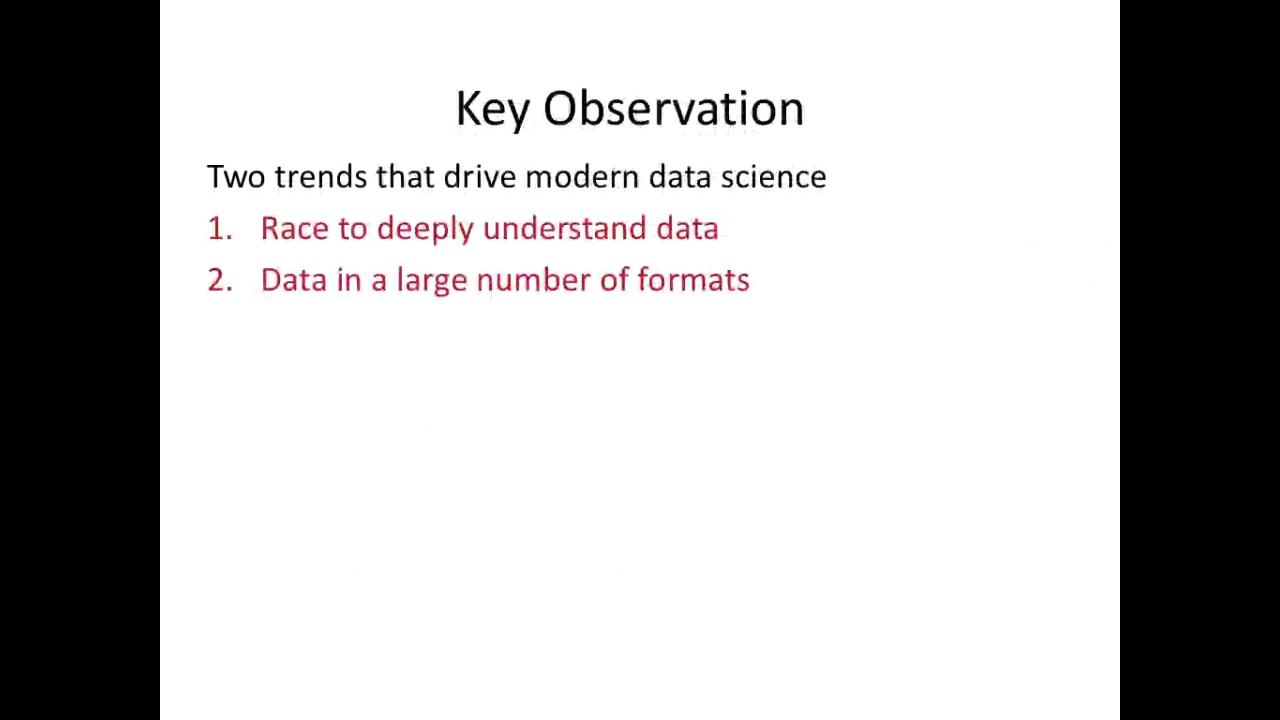 Key Observation
Two trends that drive modern data science
1. Race to deeply understand data
2. Data in a large number of formats